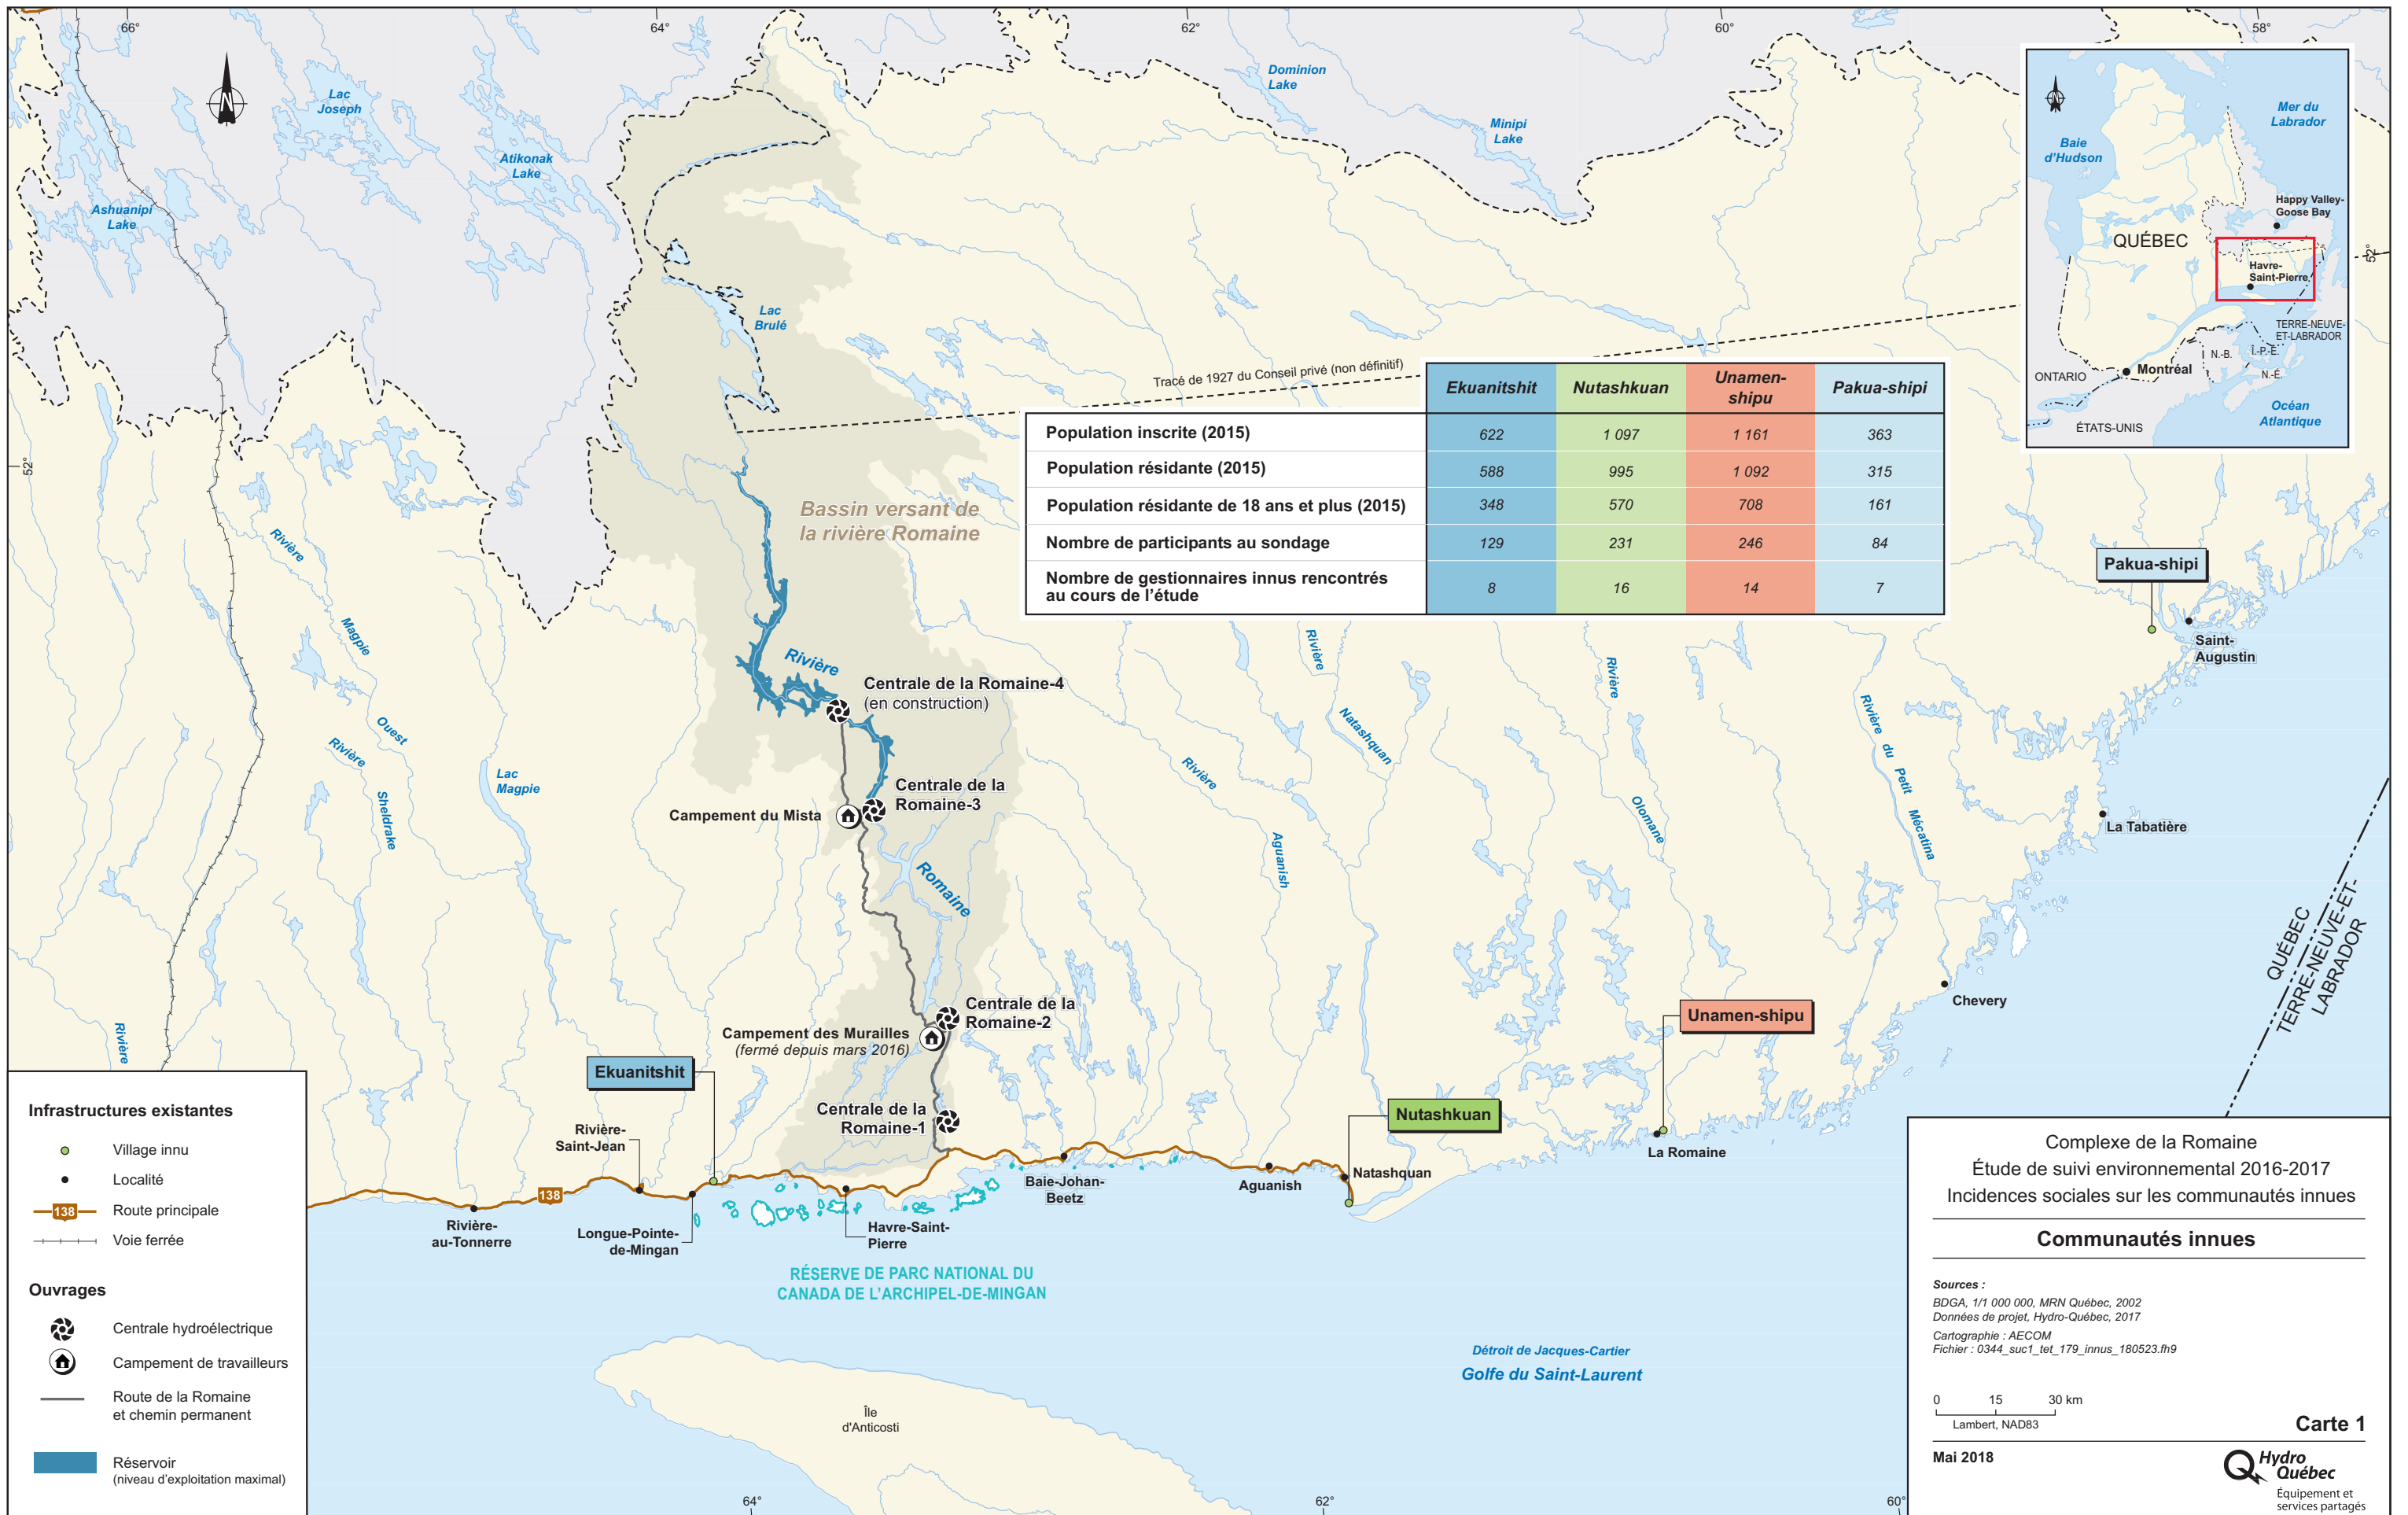 66°
64°
62°
60°
58°
Lac
Joseph
Atikonak
Lake
Ashuanipi
Lake
Dominion
Lake
Minipi
Lake
Lac
Brulé
52°
52°
Tracé de 1927 du Conseil privé (non définitif)
Mer du
Labrador
Baie
d'Hudson
Happy Valley-
Goose Bay
QUÉBEC
Havre-
Saint-Pierre
TERRE-NEUVE-
ET-LABRADOR
N.-B.
Î.-P.-É.
N.-É.
ONTARIO
Montréal
Océan
Atlantique
ÉTATS-UNIS
Ekuanitshit Nutashkuan Unamen-shipu Pakua-shipi
Population inscrite (2015) 622 1 097 1 161 363
Population résidante (2015) 588 995 1 092 315
Population résidante de 18 ans et plus (2015) 348 570 708 161
Nombre de participants au sondage 129 231 246 84
Nombre de gestionnaires innus rencontrés
au cours de l'étude 8 16 14 7
Bassin versant de
la rivière Romaine
Rivière
Magpie
Ouest
Rivière
Sheldrake
Lac
Magpie
Rivière
Rivière
Centrale de la Romaine-4
(en construction)
Centrale de la
Romaine-3
Campement du Mista
Romaine
Centrale de la
Romaine-2
Campement des Murailles
(fermé depuis mars 2016)
Centrale de la
Romaine-1
Rivière
Aguanish
Rivière
Natashquan
Rivière
Olomane
Rivière du Petit Mécatina
Pakua-shipi
Saint-
Augustin
La Tabatière
Chevery
QUÉBEC
TERRE-NEUVE-ET-
LABRADOR
Unamen-shipu
La Romaine
Nutashkuan
Natashquan
Aguanish
Baie-Johan-
Beetz
Ekuanitshit
Rivière-
Saint-Jean
138
Rivière-
au-Tonnerre
Longue-Pointe-
de-Mingan
Havre-Saint-
Pierre
RÉSERVE DE PARC NATIONAL DU
CANADA DE L'ARCHIPEL-DE-MINGAN
Détroit de Jacques-Cartier
Golfe du Saint-Laurent
Île
d'Anticosti
64°
62°
60°
Infrastructures existantes
Village innu
Localité
138 Route principale
Voie ferrée
Ouvrages
Centrale hydroélectrique
Campement de travailleurs
Route de la Romaine
et chemin permanent
Réservoir
(niveau d'exploitation maximal)
Complexe de la Romaine
Étude de suivi environnemental 2016-2017
Incidences sociales sur les communautés innues
Communautés innues
Sources :
BDGA, 1/1 000 000, MRN Québec, 2002
Données de projet, Hydro-Québec, 2017
Cartographie : AECOM
Fichier : 0344_suc1_tet_179_innus_180523.fh9
0 15 30 km
Lambert, NAD83
Carte 1
Mai 2018
Hydro
Québec
Équipement et
services partagés